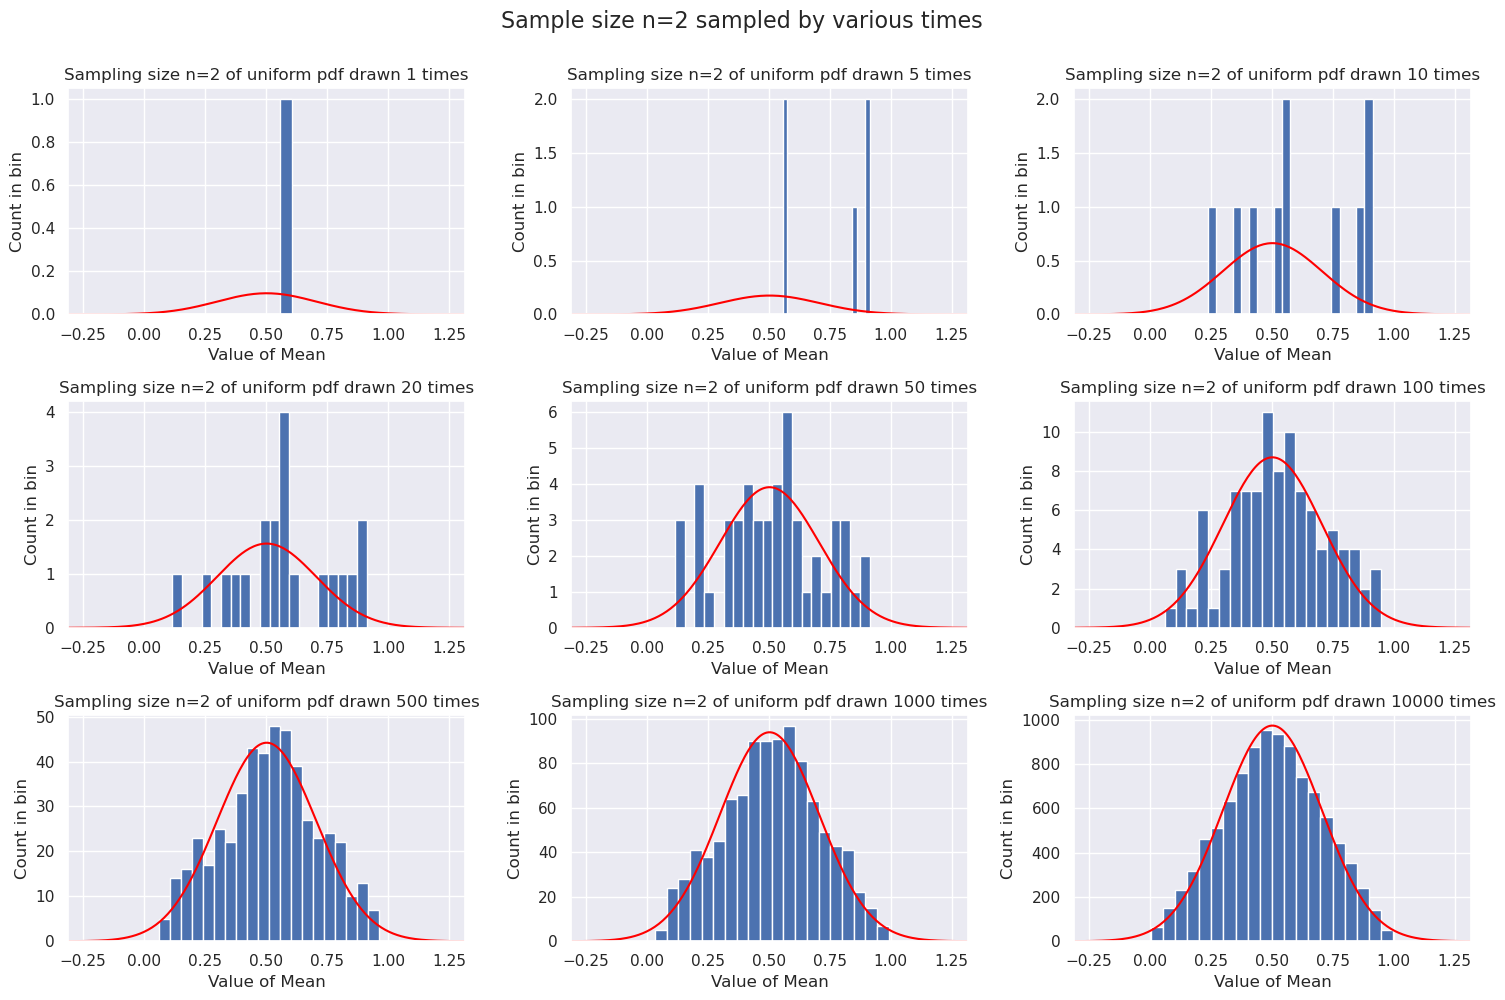 Sample size n=2 sampled by various times
Sampling size n=2 of uniform pdf drawn 1 times
1.0
0.8
0.6
0.4
0.2
0.0
Count in bin
−0.25 0.00 0.25 0.50 0.75 1.00 1.25
Value of Mean
Sampling size n=2 of uniform pdf drawn 5 times
2.0
1.5
1.0
0.5
0.0
Count in bin
−0.25 0.00 0.25 0.50 0.75 1.00 1.25
Value of Mean
Sampling size n=2 of uniform pdf drawn 10 times
2.0
1.5
1.0
0.5
0.0
Count in bin
−0.25 0.00 0.25 0.50 0.75 1.00 1.25
Value of Mean
Sampling size n=2 of uniform pdf drawn 20 times
4
3
2
1
0
Count in bin
−0.25 0.00 0.25 0.50 0.75 1.00 1.25
Value of Mean
Sampling size n=2 of uniform pdf drawn 50 times
6
5
4
3
2
1
0
Count in bin
−0.25 0.00 0.25 0.50 0.75 1.00 1.25
Value of Mean
Sampling size n=2 of uniform pdf drawn 100 times
10
8
6
4
2
0
Count in bin
−0.25 0.00 0.25 0.50 0.75 1.00 1.25
Value of Mean
Sampling size n=2 of uniform pdf drawn 500 times
50
40
30
20
10
0
Count in bin
−0.25 0.00 0.25 0.50 0.75 1.00 1.25
Value of Mean
Sampling size n=2 of uniform pdf drawn 1000 times
100
80
60
40
20
0
Count in bin
−0.25 0.00 0.25 0.50 0.75 1.00 1.25
Value of Mean
Sampling size n=2 of uniform pdf drawn 10000 times
1000
800
600
400
200
0
Count in bin
−0.25 0.00 0.25 0.50 0.75 1.00 1.25
Value of Mean